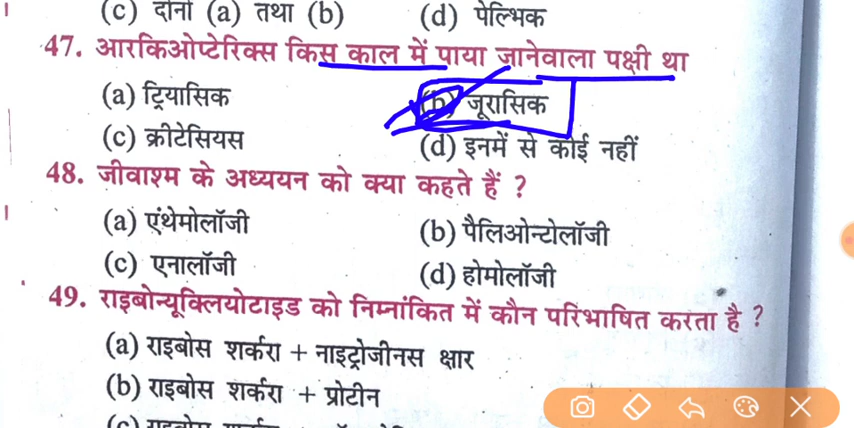 (c) दोनों (a) तथा (b) (d) पेल्भिक
47. आरकिओप्टेरिक्स किस काल में पाया जानेवाला पक्षी था
(a) ट्रियासिक (b) जूरासिक
(c) क्रीटेसियस (d) इनमें से कोई नहीं
48. जीवाश्म के अध्ययन को क्या कहते हैं ?
(a) एंथेमोलॉजी (b) पैलिओन्टोलॉजी
(c) एनालॉजी (d) होमोलॉजी
49. राइबोन्यूक्लियोटाइड को निम्नांकित में कौन परिभाषित करता है ?
(a) राइबोस शर्करा + नाइट्रोजीनस क्षार
(b) राइबोस शर्करा + प्रोटीन
(c)